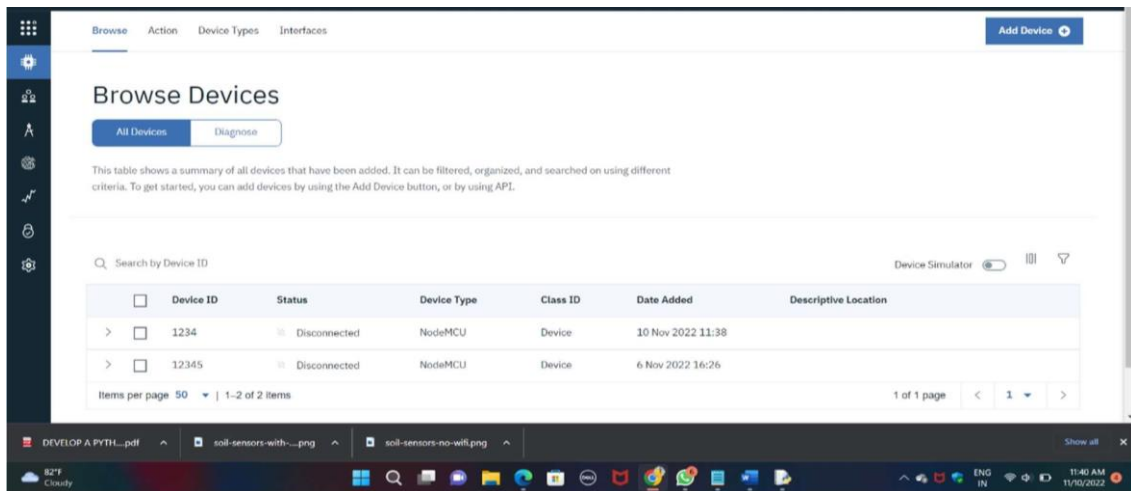 Browse Action Device Types Interfaces
Add Device
Browse Devices
All Devices Diagnose
This table shows a summary of all devices that have been added. It can be filtered, organized, and searched on using different
criteria. To get started, you can add devices by using the Add Device button, or by using API.
Search by Device ID
Device Simulator
Device ID Status Device Type Class ID Date Added Descriptive Location
1234 Disconnected NodeMCU Device 10 Nov 2022 11:38
12345 Disconnected NodeMCU Device 6 Nov 2022 16:26
Items per page 50 | 1–2 of 2 items
1 of 1 page 1
DEVELOP A PYTH....pdf soil-sensors-with-....png soil-sensors-no-wifi.png Show all
82°F
Cloudy
ENG
IN
11:40 AM
11/10/2022